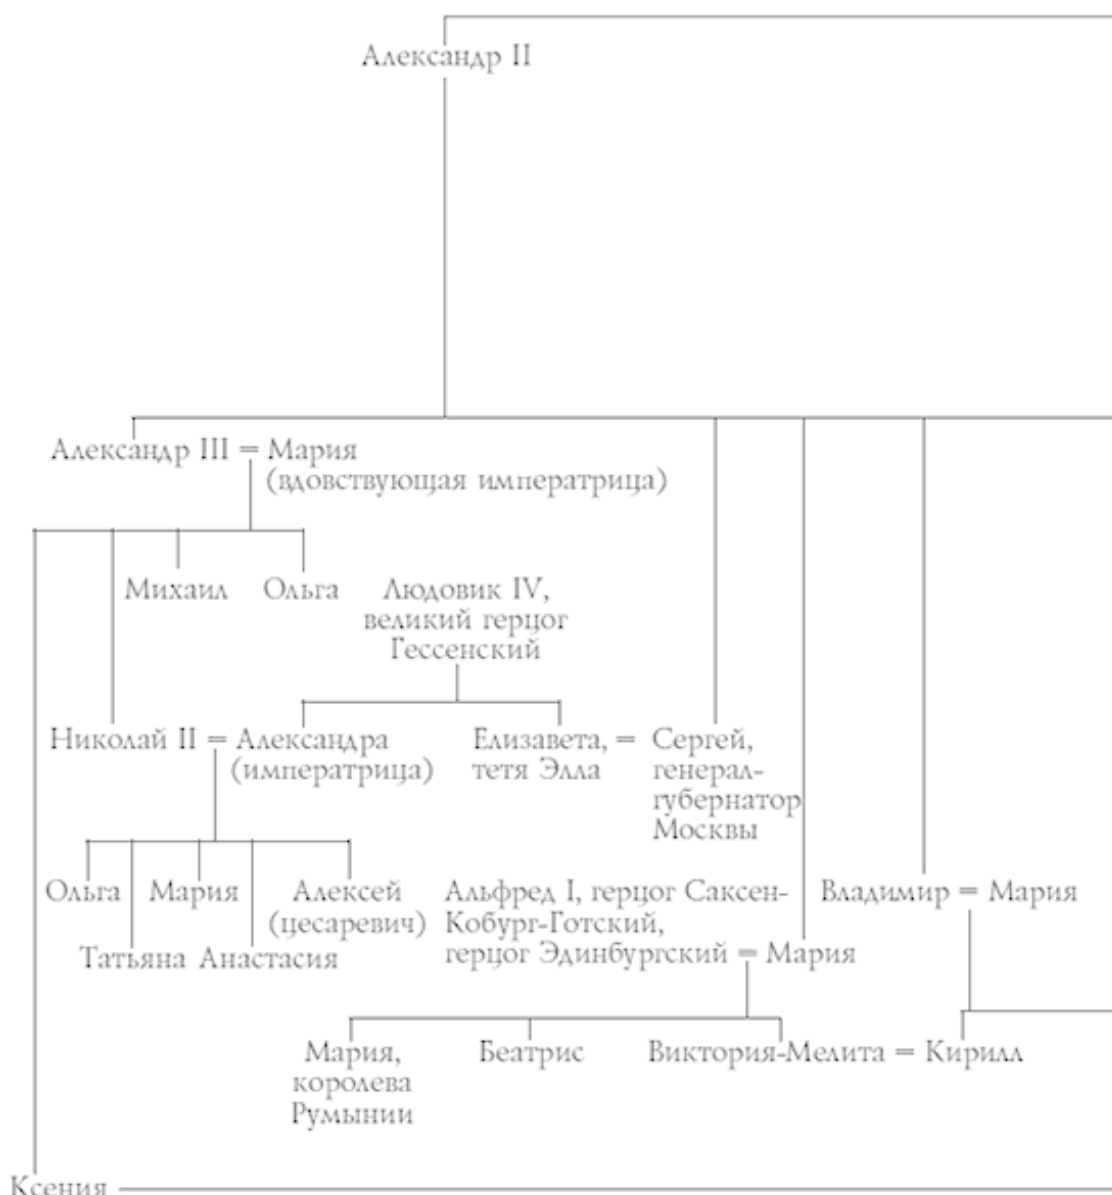 Александр II
Александр III = Мария
(вдовствующая императрица)
Михаил
Ольга
Людовик IV,
великий герцог
Гессенский
Николай II = Александра
(императрица)
Елизавета, = Сергей,
тетя Элла
генерал-
губернатор
Москвы
Ольга
Мария
Алексей
(цесаревич)
Татьяна
Анастасия
Альфред I, герцог Саксен-
Кобург-Готский,
герцог Эдинбургский = Мария
Владимир = Мария
Мария,
королева
Румынии
Беатрис
Виктория-Мелита = Кирилл
Ксения